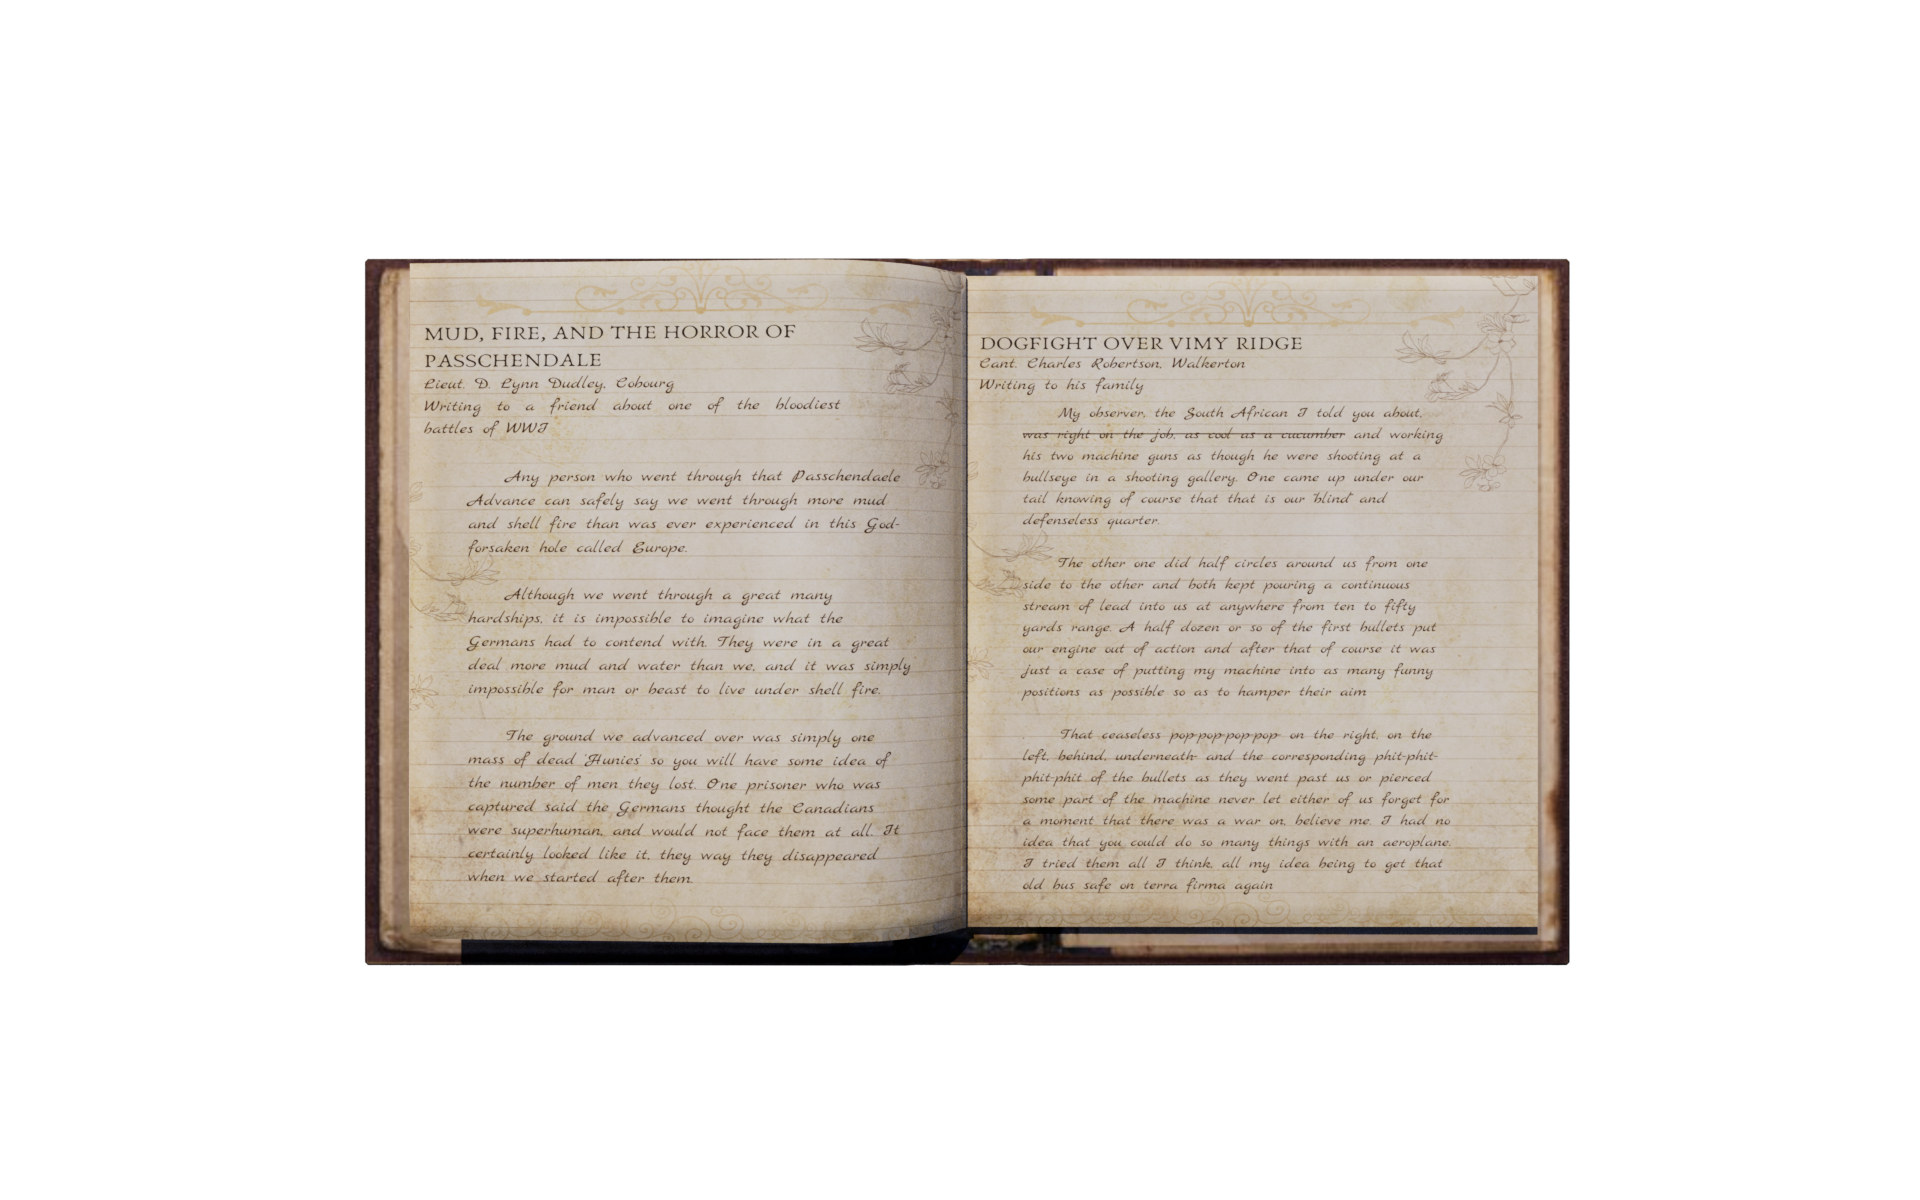 MUD, FIRE, AND THE HORROR OF
PASSCHENDALE
Lieut. D. Lynn Dudley, Cobourg
Writing to a friend about one of the bloodiest
battles of WWI
Any person who went through that Passchendaele
Advance can safely say we went through more mud
and shell fire than was ever experienced in this God-
forsaken hole called Europe.
Although we went through a great many
hardships, it is impossible to imagine what the
Germans had to contend with. They were in a great
deal more mud and water than we, and it was simply
impossible for man or beast to live under shell fire.
The ground we advanced over was simply one
mass of dead 'Hunies' so you will have some idea of
the number of men they lost. One prisoner who was
captured said the Germans thought the Canadians
were superhuman, and would not face them at all. It
certainly looked like it, they way they disappeared
when we started after them.
DOGFIGHT OVER VIMY RIDGE
Cant. Charles Robertson, Walkerton
Writing to his family
My observer, the South African I told you about,
was right on the job, as cool as a cucumber and working
his two machine guns as though he were shooting at a
bullseye in a shooting gallery. One came up under our
tail knowing of course that that is our "blind" and
defenseless quarter.
The other one did half circles around us from one
side to the other and both kept pouring a continuous
stream of lead into us at anywhere from ten to fifty
yards range. A half dozen or so of the first bullets put
our engine out of action and after that of course it was
just a case of putting my machine into as many funny
positions as possible so as to hamper their aim
That ceaseless pop-pop-pop-pop- on the right, on the
left, behind, underneath- and the corresponding phit-phit-
phit-phit of the bullets as they went past us or pierced
some part of the machine never let either of us forget for
a moment that there was a war on, believe me. I had no
idea that you could do so many things with an aeroplane.
I tried them all I think, all my idea being to get that
old bus safe on terra firma again